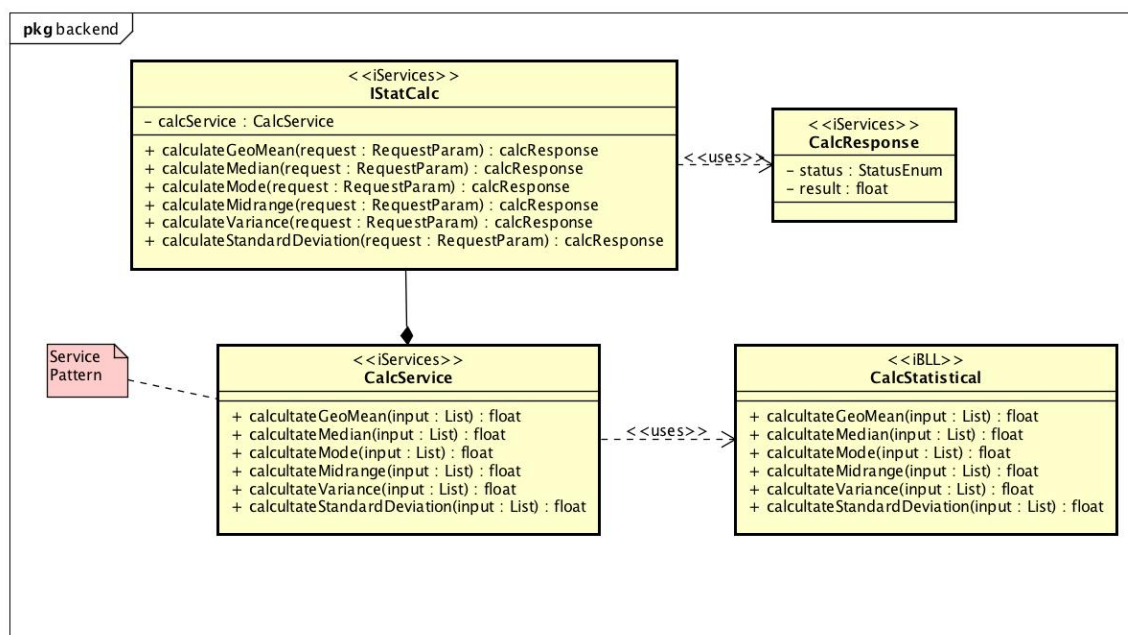 pkg backend
<<iServices>>
IStatCalc
– calcService : CalcService
+ calculateGeoMean(request : RequestParam) : calcResponse
+ calculateMedian(request : RequestParam) : calcResponse
+ calculateMode(request : RequestParam) : calcResponse
+ calculateMidrange(request : RequestParam) : calcResponse
+ calculateVariance(request : RequestParam) : calcResponse
+ calculateStandardDeviation(request : RequestParam) : calcResponse
<<uses>>
<<iServices>>
CalcResponse
– status : StatusEnum
– result : float
Service
Pattern
<<iServices>>
CalcService
+ calcultateGeoMean(input : List) : float
+ calcultateMedian(input : List) : float
+ calcultateMode(input : List) : float
+ calcultateMidrange(input : List) : float
+ calcultateVariance(input : List) : float
+ calcultateStandardDeviation(input : List) : float
<<uses>>
<<iBLL>>
CalcStatistical
+ calcultateGeoMean(input : List) : float
+ calcultateMedian(input : List) : float
+ calcultateMode(input : List) : float
+ calcultateMidrange(input : List) : float
+ calcultateVariance(input : List) : float
+ calcultateStandardDeviation(input : List) : float